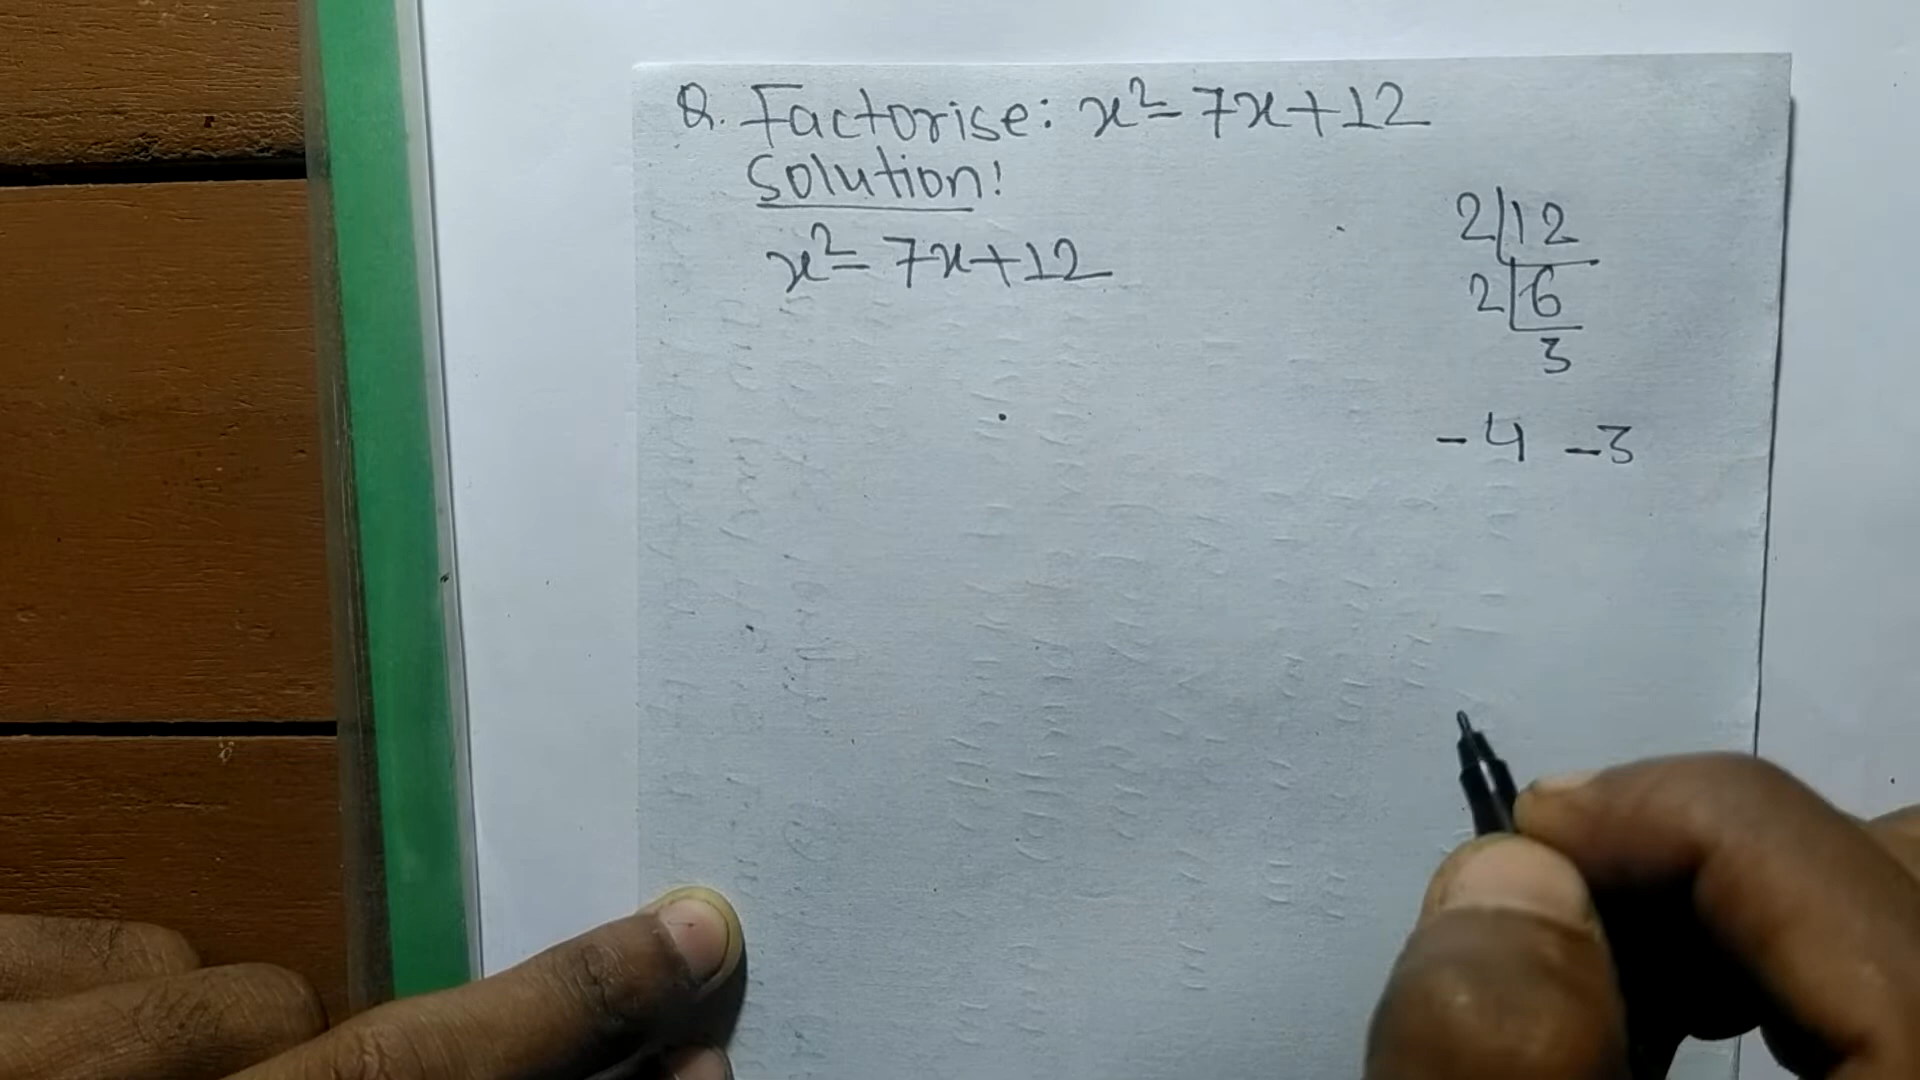 Q. Factorise: x²-7x+12
Solution:
x²-7x+12
2|12
2|6
3
-4 -3